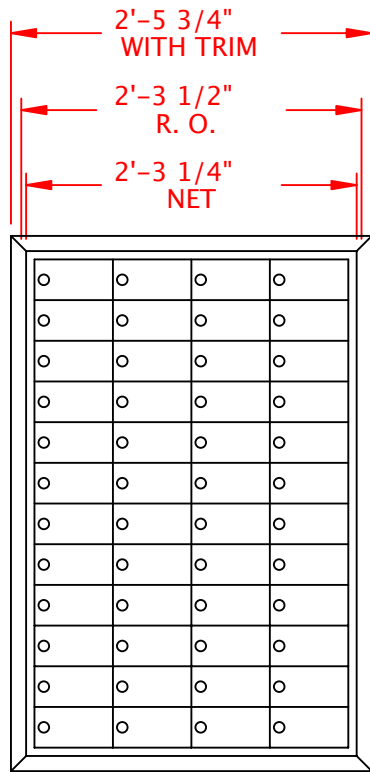 2'-5 3/4"
WITH TRIM
2'-3 1/2"
R. O.
2'-3 1/4"
NET